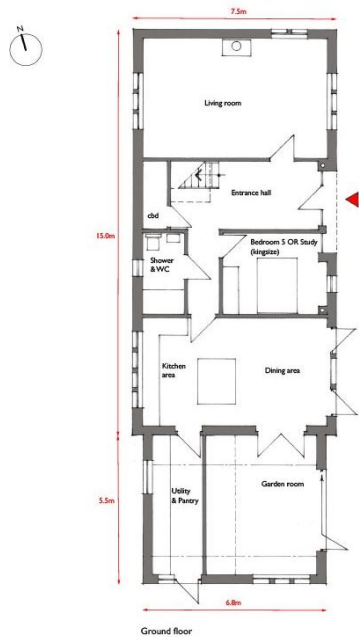 7.5m
N
Living room
Entrance hall
15.0m
cbd
Bedroom 5 OR Study
(kingsize)
Shower
& WC
Kitchen
area
Dining area
5.5m
Utility
& Pantry
Garden room
6.8m
Ground floor